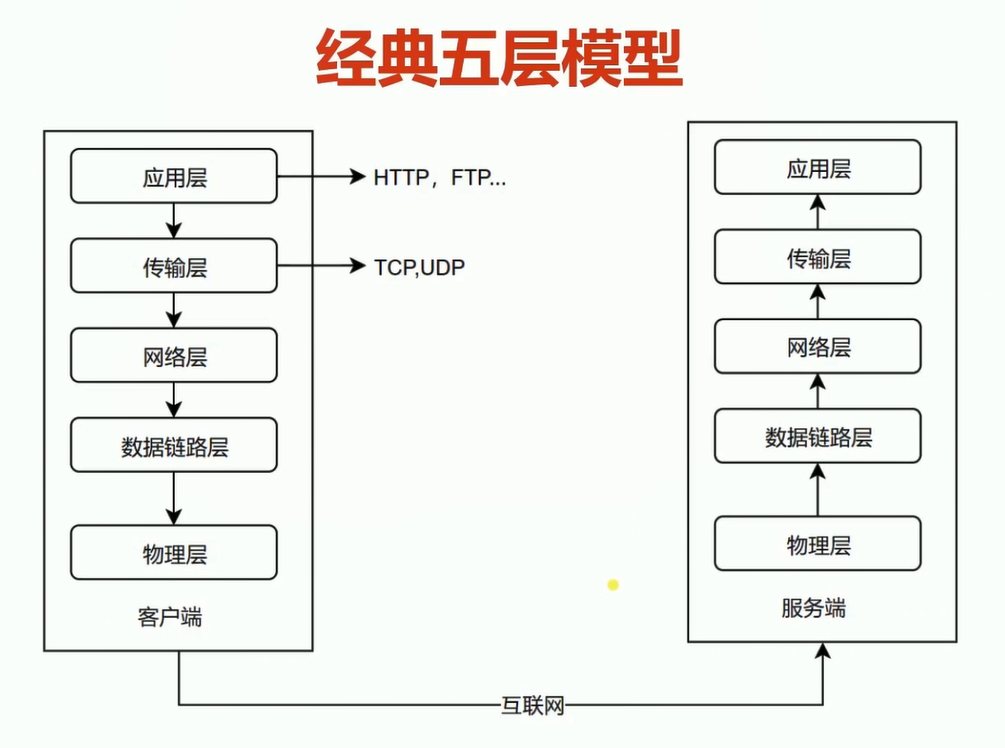 经典五层模型
应用层
HTTP，FTP...
传输层
TCP,UDP
网络层
数据链路层
物理层
客户端
应用层
传输层
网络层
数据链路层
物理层
服务端
互联网